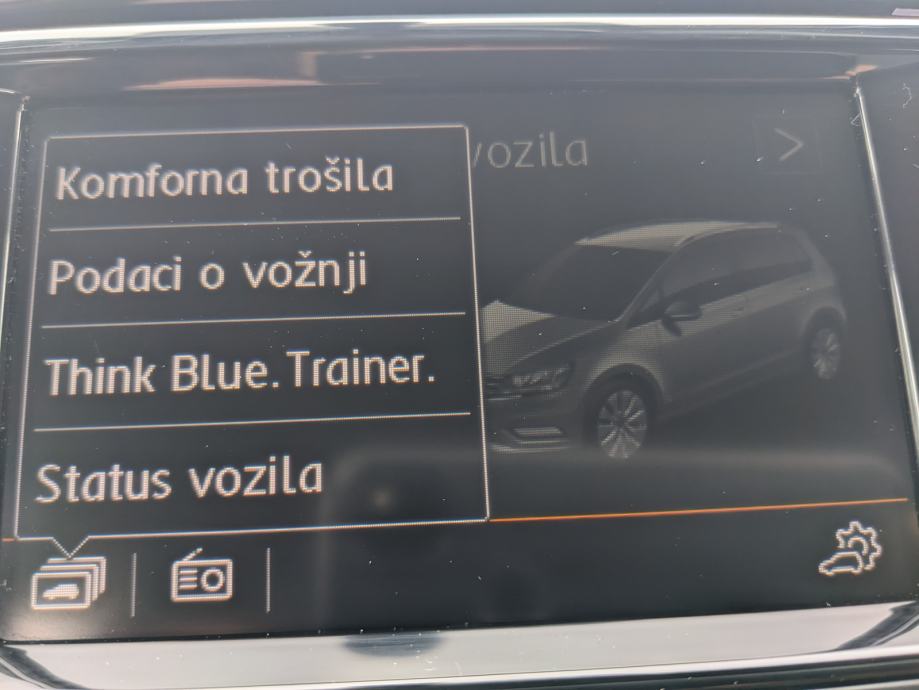 Komforna trošila
vozila
Podaci o vožnji
Think Blue. Trainer.
Status vozila